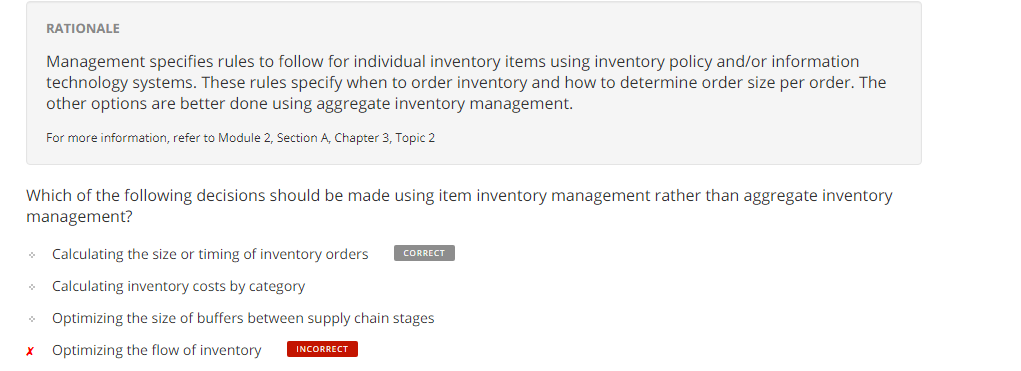 RATIONALE
Management specifies rules to follow for individual inventory items using inventory policy and/or information
technology systems. These rules specify when to order inventory and how to determine order size per order. The
other options are better done using aggregate inventory management.
For more information, refer to Module 2, Section A, Chapter 3, Topic 2
Which of the following decisions should be made using item inventory management rather than aggregate inventory
management?
Calculating the size or timing of inventory orders CORRECT
Calculating inventory costs by category
Optimizing the size of buffers between supply chain stages
✗ Optimizing the flow of inventory INCORRECT